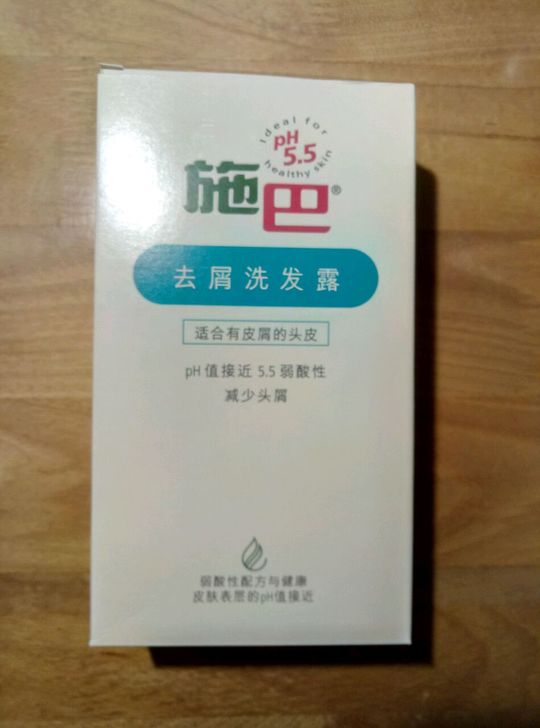 Ideal for
pH
5.5
healthy skin
施巴®
去屑洗发露
适合有皮屑的头皮
pH 值接近 5.5 弱酸性
减少头屑
弱酸性配方与健康
皮肤表层的pH值接近